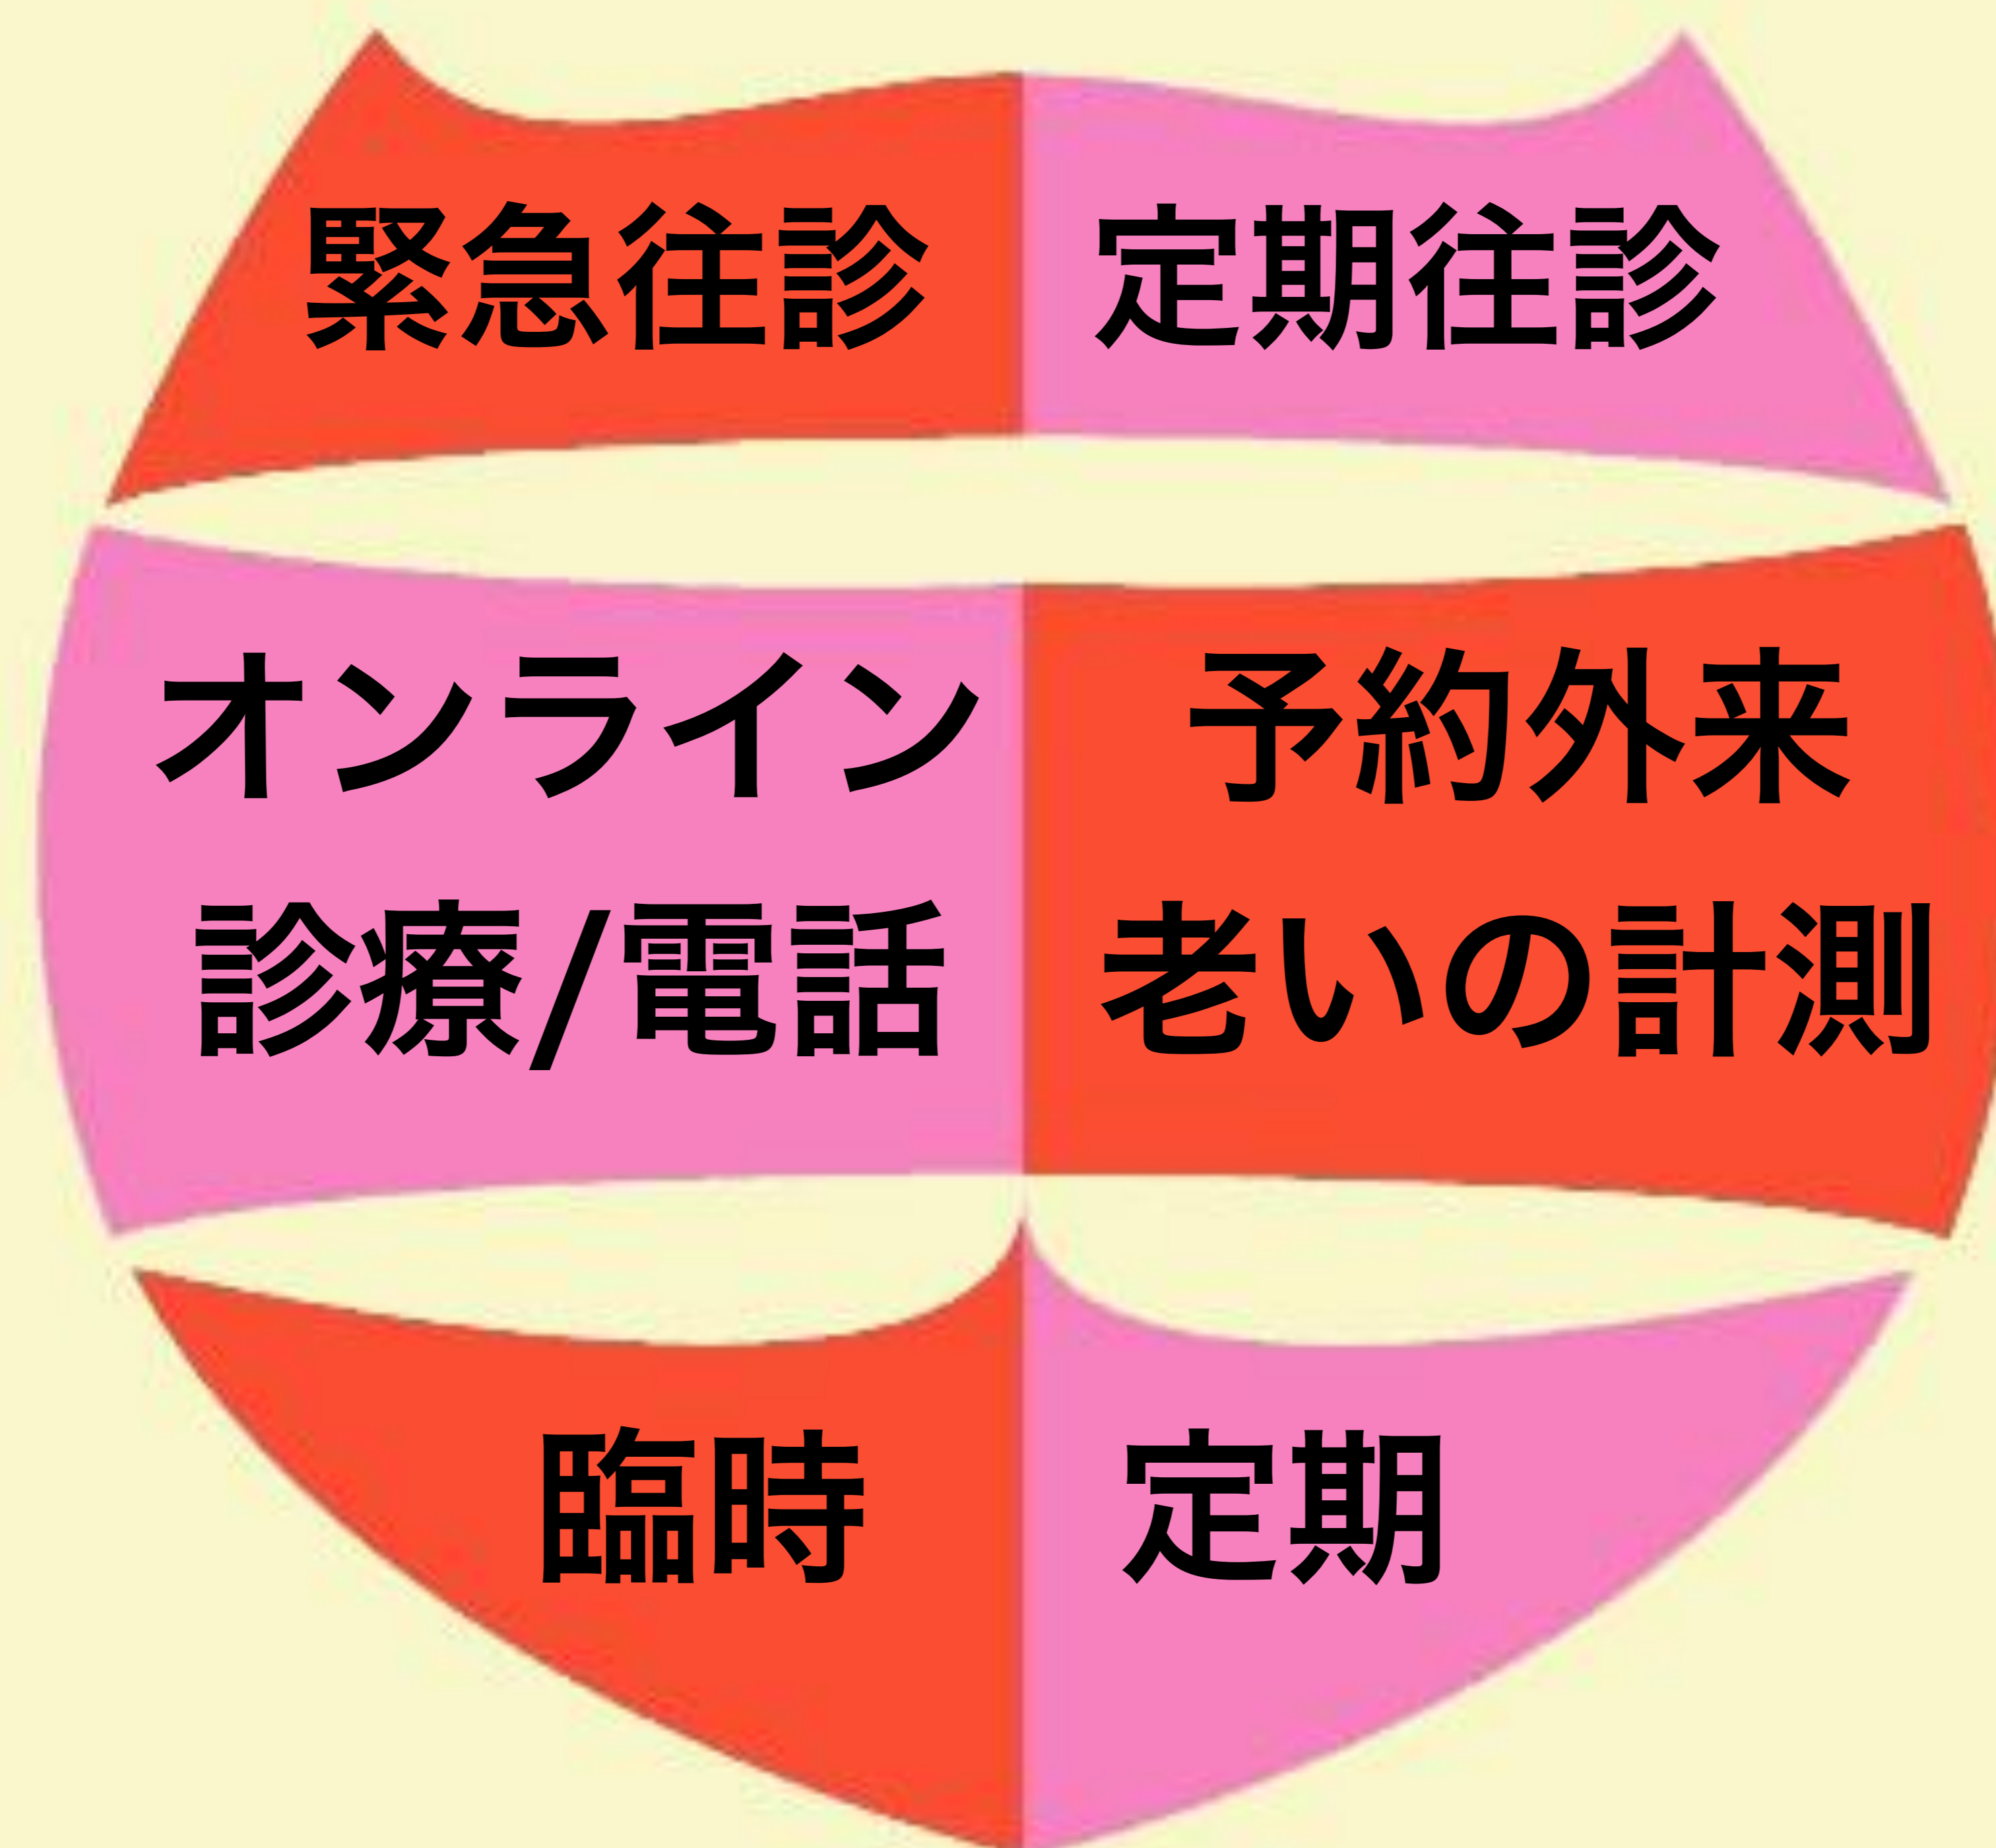 緊急往診
定期往診
オンライン
診療/電話
予約外来
老いの計測
臨時
定期